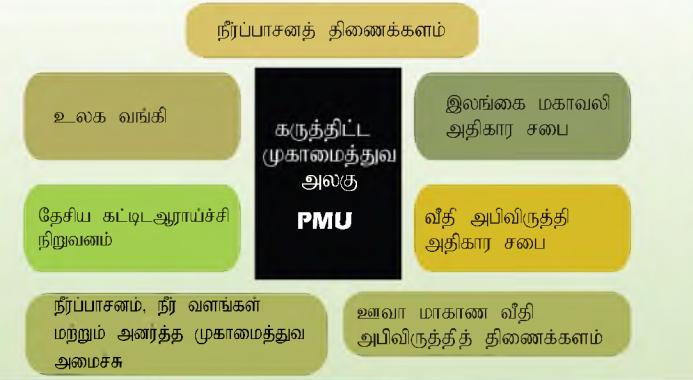 நீர்ப்பாசனத் திணைக்களம்
உலக வங்கி
கருத்திட்ட
முகாமைத்துவ
அலகு
PMU
இலங்கை மகாவலி
அதிகார சபை
தேசிய கட்டிடஆராய்ச்சி
நிறுவனம்
வீதி அபிவிருத்தி
அதிகார சபை
நீர்ப்பாசனம், நீர் வளங்கள்
மற்றும் அனர்த்த முகாமைத்துவ
அமைச்சு
ஊவா மாகாண வீதி
அபிவிருத்தித் திணைக்களம்